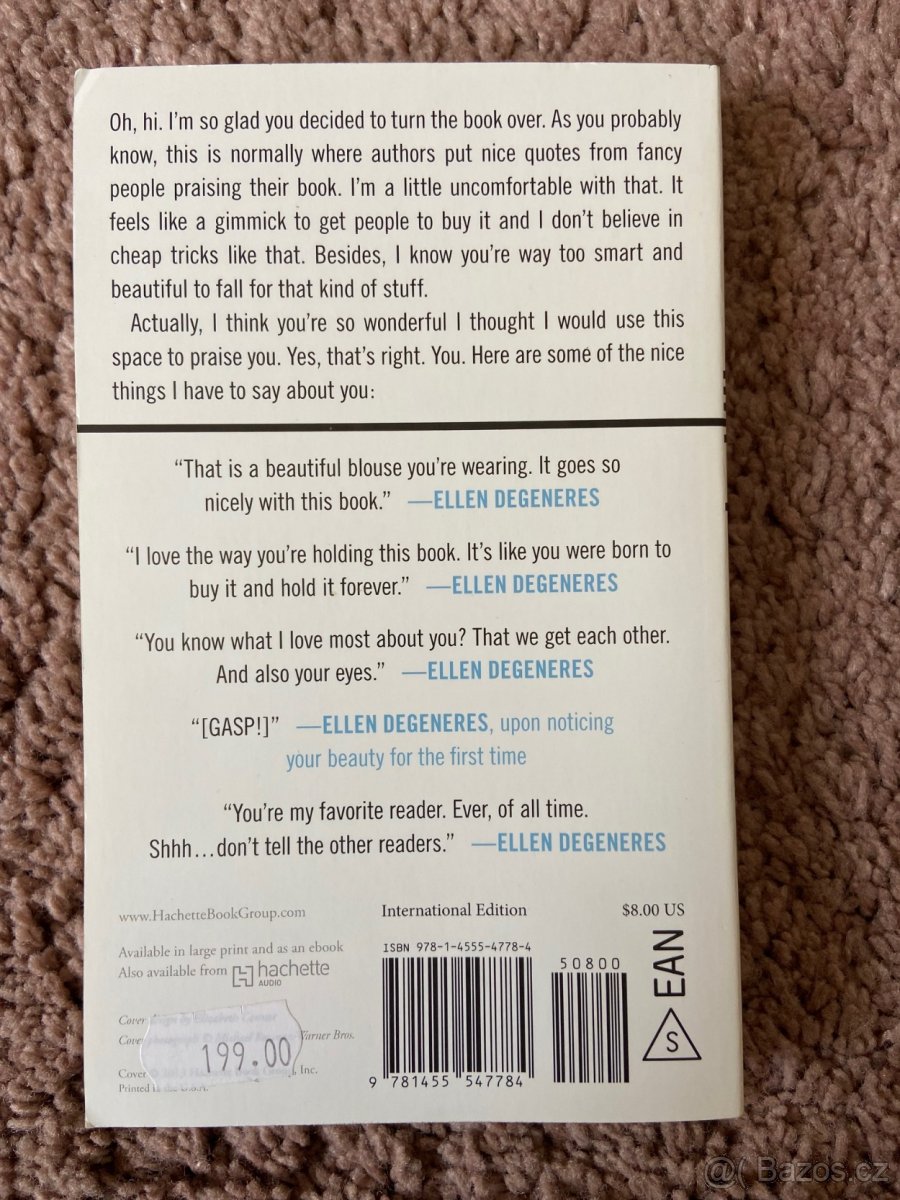 Oh, hi. I'm so glad you decided to turn the book over. As you probably
know, this is normally where authors put nice quotes from fancy
people praising their book. I'm a little uncomfortable with that. It
feels like a gimmick to get people to buy it and I don't believe in
cheap tricks like that. Besides, I know you're way too smart and
beautiful to fall for that kind of stuff.
Actually, I think you're so wonderful I thought I would use this
space to praise you. Yes, that's right. You. Here are some of the nice
things I have to say about you:
“That is a beautiful blouse you're wearing. It goes so
nicely with this book.” —ELLEN DEGENERES
“I love the way you're holding this book. It's like you were born to
buy it and hold it forever.” —ELLEN DEGENERES
“You know what I love most about you? That we get each other.
And also your eyes.” —ELLEN DEGENERES
“[GASP!]” —ELLEN DEGENERES, upon noticing
your beauty for the first time
“You're my favorite reader. Ever, of all time.
Shhh...don't tell the other readers.” —ELLEN DEGENERES
www.HachetteBookGroup.com
International Edition
$8.00 US
Available in large print and as an ebook
Also available from hachette
AUDIO
ISBN 978-1-4555-4778-4
50800
EAN
S
9 781455 547784
Cover
Warner Bros.
199.00
Cover Inc.
Printed
Bazos.cz